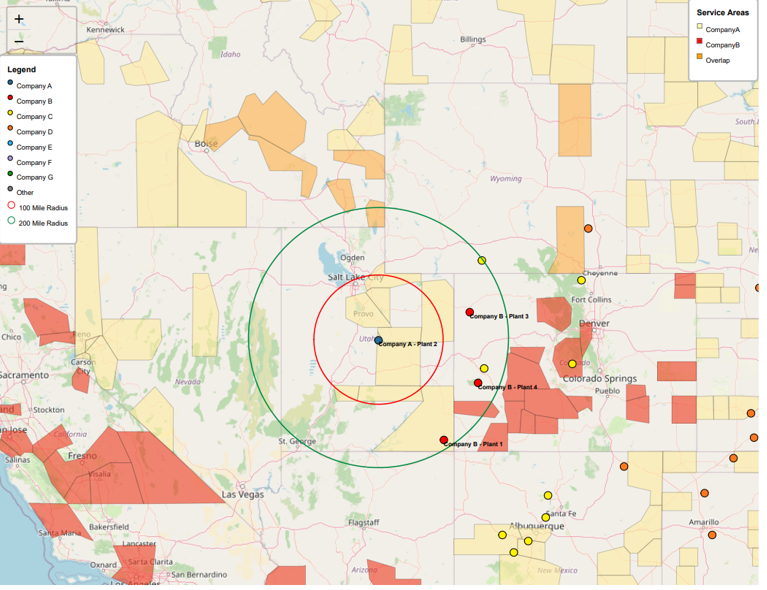 +
−
Legend
Company A
Company B
Company C
Company D
Company E
Company F
Company G
Other
100 Mile Radius
200 Mile Radius
Service Areas
CompanyA
CompanyB
Overlap
Kennewick
Idaho
Billings
Boise
Wyoming
South
Ogden
Salt Lake City
Provo
Utah
Company A - Plant 2
Company B - Plant 3
Company B - Plant 4
Company B - Plant 1
Cheyenne
Fort Collins
Denver
Colorado Springs
Pueblo
Chico
Reno
Carson
City
Sacramento
Nevada
Stockton
California
Salinas
Fresno
Visalia
St. George
Las Vegas
Santa Maria
Bakersfield
Lancaster
Oxnard
Santa Clarita
San Bernardino
Los Angeles
Flagstaff
Arizona
Santa Fe
Albuquerque
New Mexico
Amarillo